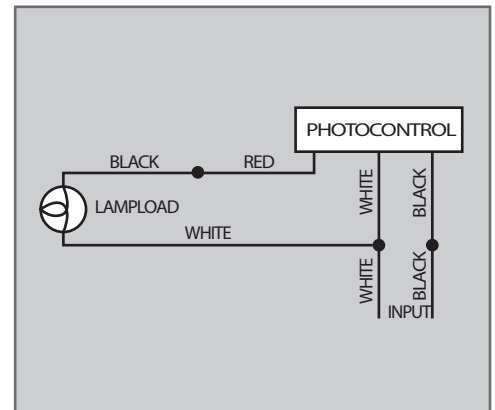 PHOTOCONTROL
BLACK RED
LAMPLOAD
WHITE
WHITE
BLACK
WHITE
BLACK
INPUT